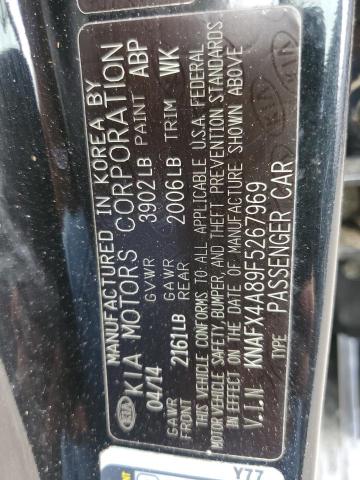 MANUFACTURED IN KOREA BY
KIA MOTORS CORPORATION
04/14 GVWR 3902LB PAINT ABP
GAWR FRONT 2161LB GAWR REAR 2006LB TRIM WK
THIS VEHICLE CONFORMS TO ALL APPLICABLE U.S.A. FEDERAL
MOTOR VEHICLE SAFETY, BUMPER, AND THEFT PREVENTION STANDARDS
IN EFFECT ON THE DATE OF MANUFACTURE SHOWN ABOVE
V.I.N. KNAFX4A89F5267969
TYPE PASSENGER CAR
KIA
Y77